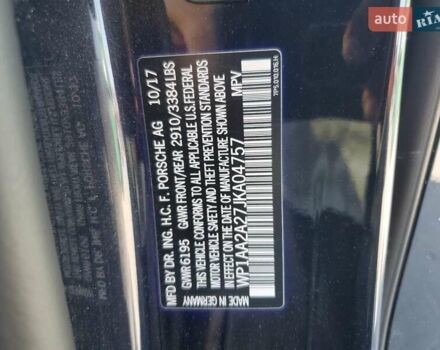 auto
RIA.com
MFD BY DR. ING. H.C. F. PORSCHE AG 10/17
GVWR 6195 GAWR FRONT/REAR 2910/3384LBS
THIS VEHICLE CONFORMS TO ALL APPLICABLE U.S.FEDERAL
MOTOR VEHICLE SAFETY AND THEFT PREVENTION STANDARDS
IN EFFECT ON THE DATE OF MANUFACTURE SHOWN ABOVE
WP1AA2A27JKA04757 MPV
MADE IN GERMANY